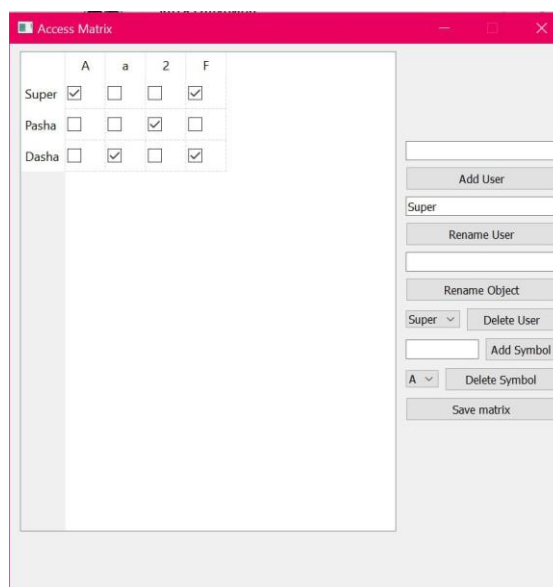 Access Matrix
A a 2 F
Super
Pasha
Dasha
Add User
Super
Rename User
Rename Object
Super Delete User
Add Symbol
A Delete Symbol
Save matrix